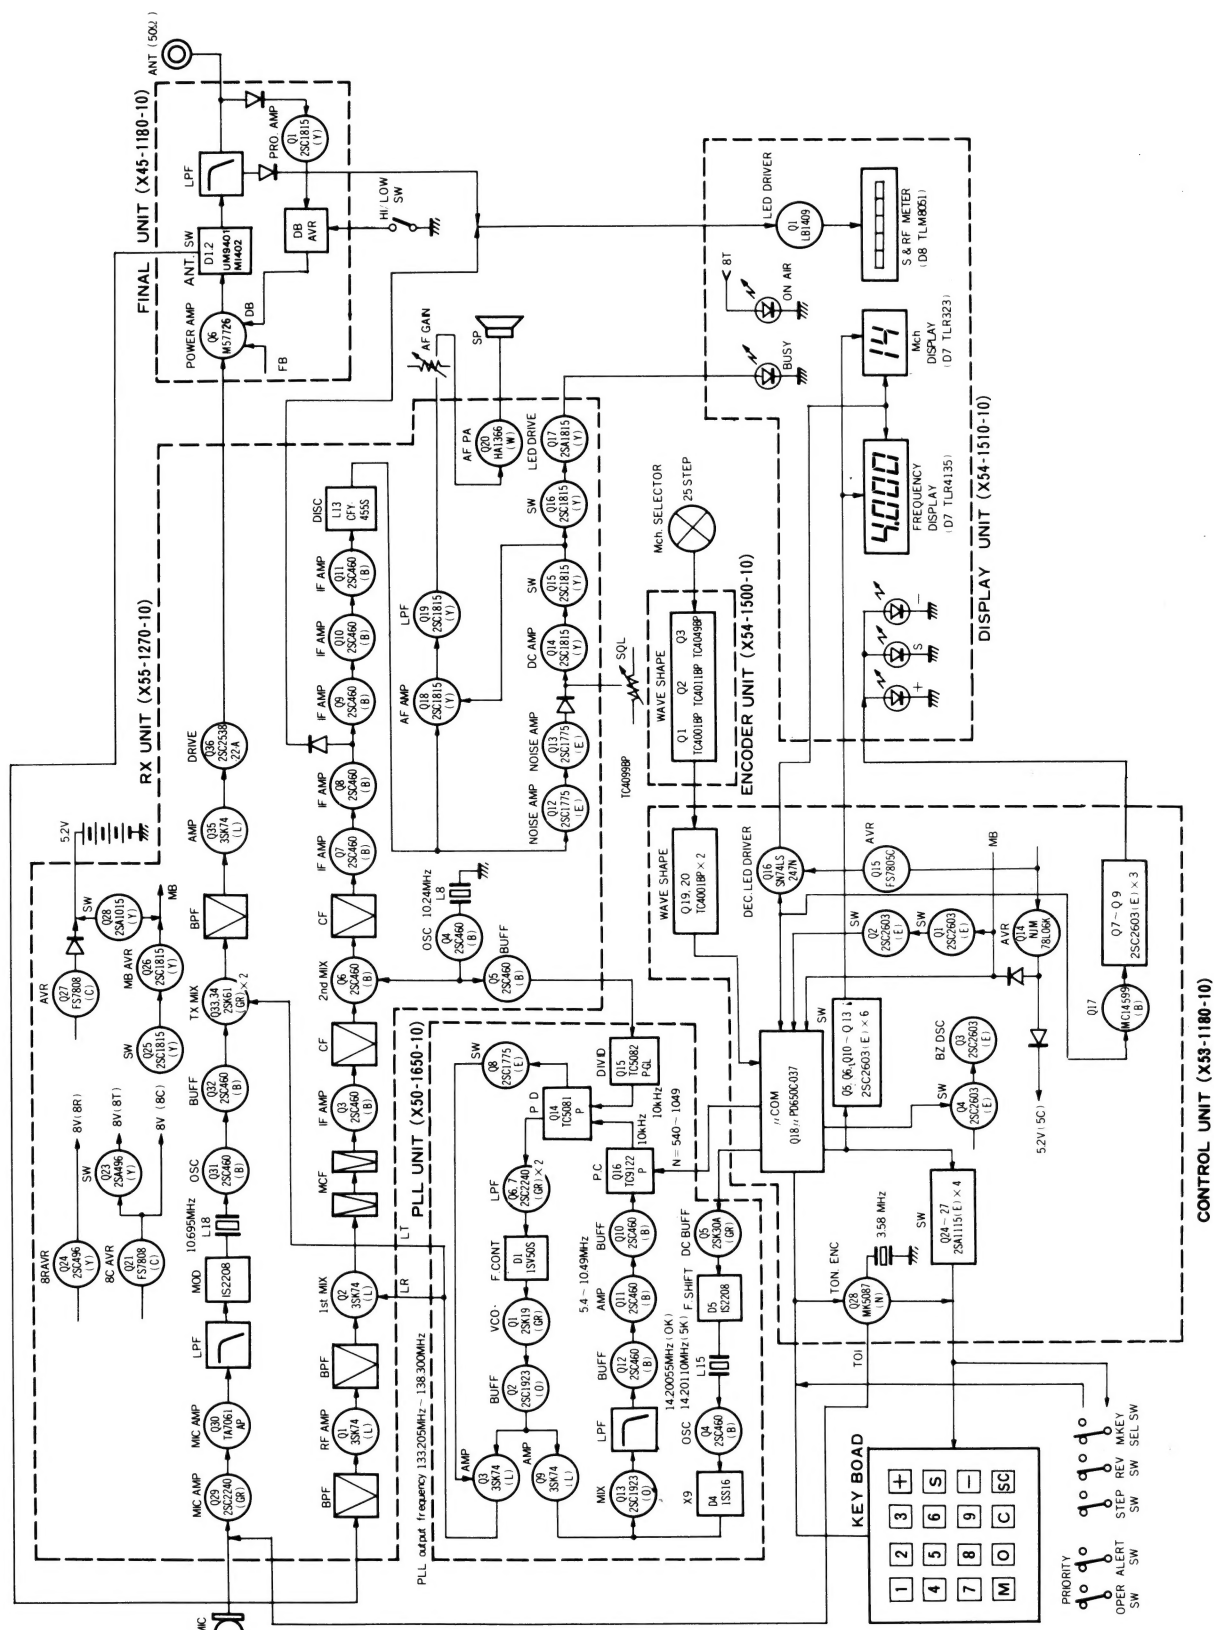 ANT (50Ω)
FINAL UNIT (X45-1180-10)
POWER AMP
Q6
M57726
DB
FB
ANT. SW
D1.2
UM9401
MI402
LPF
PRO. AMP
Q1
2SC1815
(Y)
DB
AVR
HI/LOW
SW
RX UNIT (X55-1270-10)
5.2V
AVR
Q27
FS7808
(C)
SW
Q28
2SA1015
(Y)
MB
MB AVR
Q26
2SC1815
(Y)
SW
Q25
2SC1815
(Y)
8V (8R)
8V (8T)
8V (8C)
8RAVR
Q24
2SC496
(Y)
SW
Q23
2SA496
(Y)
8C AVR
Q21
FS7808
(C)
MIC
MIC AMP
Q29
2SC2240
(GR)
MIC AMP
Q30
TA7061
AP
LPF
MOD
IS2208
10.695MHz
L18
OSC
Q31
2SC460
(B)
BUFF
Q32
2SC460
(B)
TX MIX
Q33,34
2SK61
(GR)×2
BPF
AMP
Q35
3SK74
(L)
DRIVE
Q36
2SC2538
22A
BPF
RF AMP
Q1
3SK74
(L)
BPF
1st MIX
Q2
3SK74
(L)
MCF
IF AMP
Q3
2SC460
(B)
CF
2nd MIX
Q6
2SC460
(B)
CF
IF AMP
Q7
2SC460
(B)
IF AMP
Q8
2SC460
(B)
IF AMP
Q9
2SC460
(B)
IF AMP
Q10
2SC460
(B)
IF AMP
Q11
2SC460
(B)
DISC
L13
CFY
455S
OSC 10.24MHz
Q4
2SC460
(B)
L8
BUFF
Q5
2SC460
(B)
AF AMP
Q18
2SC1815
(Y)
LPF
Q19
2SC1815
(Y)
AF GAIN
AF PA
Q20
HA1366
(W)
SP
NOISE AMP
Q12
2SC1775
(E)
NOISE AMP
Q13
2SC1775
(E)
DC AMP
Q14
2SC1815
(Y)
SW
Q15
2SC1815
(Y)
SW
Q16
2SC1815
(Y)
LED DRIVE
Q17
2SA1815
(Y)
SQL
LT
LR
PLL UNIT (X50-1650-10)
PLL output frequency 133.205MHz~138.300MHz
AMP
Q3
3SK74
(L)
AMP
Q9
3SK74
(L)
BUFF
Q2
2SC1923
(O)
VCO
Q1
2SK19
(GR)
F.CONT
D1
1SV50S
LPF
Q6,7
2SC2240
(GR)×2
P D
Q14
TC5081
P
SW
Q8
2SC1775
(E)
DIVID
Q15
TC5082
P-GL
10kHz
10kHz
N=540~1049
MIX
Q13
2SC1923
(O)
LPF
BUFF
Q12
2SC460
(B)
5.4~10.49MHz
AMP
Q11
2SC460
(B)
BUFF
Q10
2SC460
(B)
P.C
Q16
TC9122
P
14.20055MHz(OK)
14.20110MHz(5K)
X9
D4
1SS16
OSC
Q4
2SC460
(B)
L15
F.SHIFT
D5
IS2208
DC BUFF
Q5
2SK30A
(GR)
Mch. SELECTOR
25 STEP
ENCODER UNIT (X54-1500-10)
TC4099BP
WAVE SHAPE
Q1 Q2 Q3
TC4001BP TC4011BP TC4049BP
DISPLAY UNIT (X54-1510-10)
LED DRIVER
Q1
LB1409
S & RF METER
(D8 TLM8051)
8T
ON AIR
BUSY
14
Mch
DISPLAY
(D7 TLR323)
4.000
FREQUENCY
DISPLAY
(D7 TLR4135)
+
S
−
CONTROL UNIT (X53-1180-10)
WAVE SHAPE
Q19,20
TC4001BP×2
DEC.LED DRIVER
Q16
SN74LS
247N
AVR
Q15
FS7805C
MB
SW
Q2
2SC2603
(E)
SW
Q1
2SC2603
(E)
AVR
Q14
NJM
78L06K
μCOM
Q18μPD650C-037
SW
Q5,Q6,Q10~Q13
2SC2603(E)×6
BZ DSC
Q3
2SC2603
(E)
SW
Q4
2SC2603
(E)
5.2V(5C)
Q17
MC14599
(B)
Q7~Q9
2SC2603(E)×3
SW
Q24~27
2SA1115(E)×4
TON. ENC
Q28
MK5087
(N)
3.58 MHz
TOI
KEY BOAD
1 2 3 +
4 5 6 S
7 8 9 −
M O C SC
PRIORITY
OPER SW
ALERT SW
STEP SW
REV SW
M.KEY SEL SW